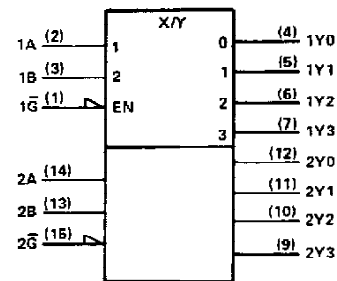 X/Y
1A (2) 1 0 (4) 1Y0
1B (3) 2 1 (5) 1Y1
1G̅ (1) EN 2 (6) 1Y2
3 (7) 1Y3
(12) 2Y0
2A (14) (11) 2Y1
2B (13) (10) 2Y2
2G̅ (15) (9) 2Y3